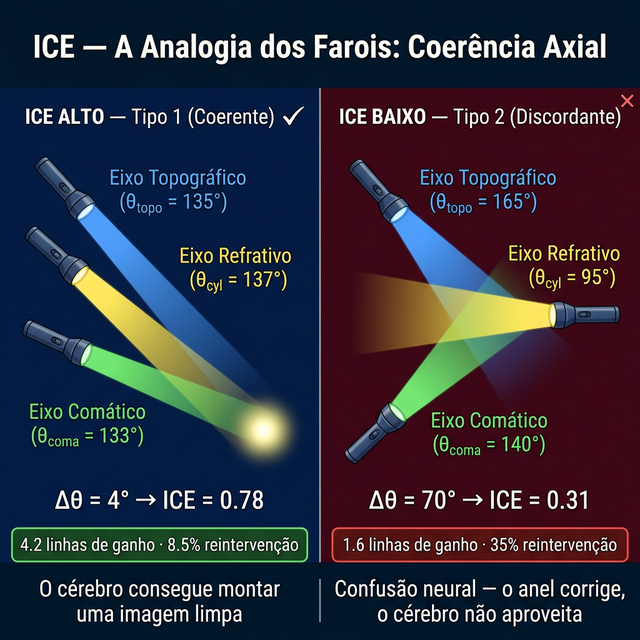 ICE — A Analogia dos Farois: Coerência Axial
ICE ALTO — Tipo 1 (Coerente) ✓
Eixo Topográfico
(θtopo = 135°)
Eixo Refrativo
(θcyl = 137°)
Eixo Comático
(θcoma = 133°)
Δθ = 4° → ICE = 0.78
4.2 linhas de ganho · 8.5% reintervenção
O cérebro consegue montar
uma imagem limpa
ICE BAIXO — Tipo 2 (Discordante) ✕
Eixo Topográfico
(θtopo = 165°)
Eixo Refrativo
(θcyl = 95°)
Eixo Comático
(θcoma = 140°)
Δθ = 70° → ICE = 0.31
1.6 linhas de ganho · 35% reintervenção
Confusão neural — o anel corrige,
o cérebro não aproveita